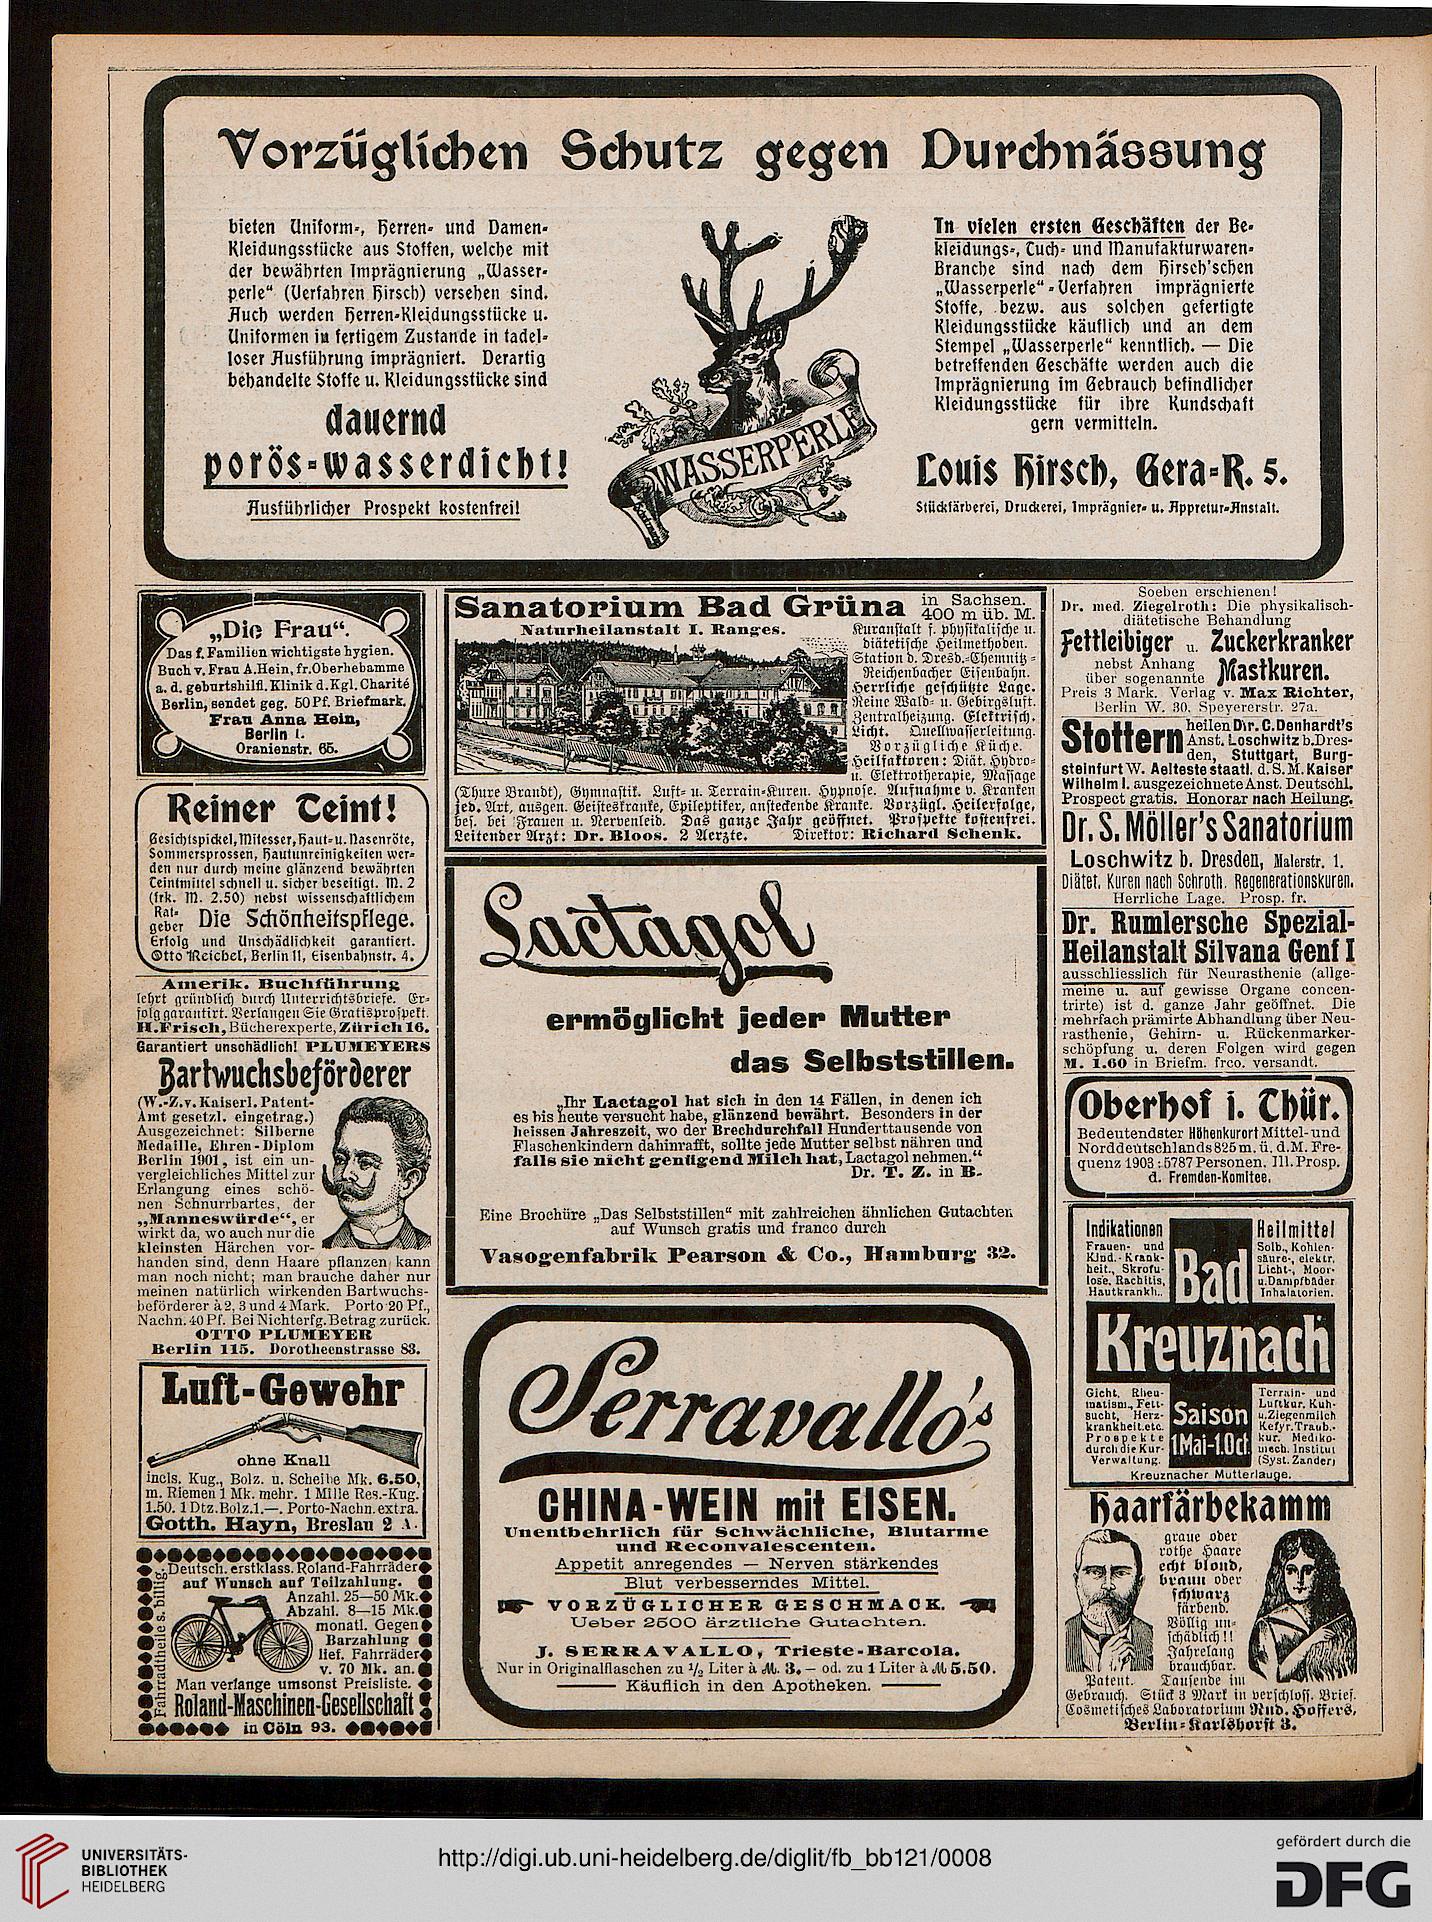 Vorzüglichen Schutz gegen Durchnässung
bieten Uniform-, Herren- und Damen-
Kleidungsstücke aus Stoffen, welche mit
der bewährten Imprägnierung „Wasser-
perle“ (Verfahren Hirsch) versehen sind.
Auch werden Herren-Kleidungsstücke u.
Uniformen in fertigem Zustande in tadel-
loser Ausführung imprägniert. Derartig
behandelte Stoffe u. Kleidungsstücke sind
dauernd
porös-wasserdicht!
Ausführlicher Prospekt kostenfrei!
WASSERPERLE
In vielen ersten Geschäften der Be-
kleidungs-, Tuch- und Manufakturwaren-
Branche sind nach dem Hirsch'schen
„Wasserperle“-Verfahren imprägnierte
Stoffe, bezw. aus solchen gefertigte
Kleidungsstücke käuflich und an dem
Stempel „Wasserperle“ kenntlich. — Die
betreffenden Geschäfte werden auch die
Imprägnierung im Gebrauch befindlicher
Kleidungsstücke für ihre Kundschaft
gern vermitteln.
Louis Hirsch, Gera-R. 5.
Stückfärberei, Druckerei, Imprägnier- u. Appretur-Anstalt.
„Die Frau“.
Das f. Familien wichtigste hygien.
Buch v. Frau A. Hein, fr. Oberhebamme
a. d. geburtshilfl. Klinik d. Kgl. Charité
Berlin, sendet geg. 50 Pf. Briefmark.
Frau Anna Hein,
Berlin I.
Oranienstr. 65.
Reiner Teint!
Gesichtspickel, Mitesser, Haut- u. Nasenröte,
Sommersprossen, Hautunreinigkeiten wer-
den nur durch meine glänzend bewährten
Teintmittel schnell u. sicher beseitigt. M. 2
(frk. M. 2.50) nebst wissenschaftlichem
Rat-
geber Die Schönheitspflege.
Erfolg und Unschädlichkeit garantiert.
Otto Reichel, Berlin 11, Eisenbahnstr. 4.
Amerik. Buchführung
lehrt gründlich durch Unterrichtsbriefe. Er-
folg garantirt. Verlangen Sie Gratisprospekt.
H. Frisch, Bücherexperte, Zürich 16.
Garantiert unschädlich! PLUMEYERS
Bartwuchsbeförderer
(W.-Z. v. Kaiserl. Patent-
Amt gesetzl. eingetrag.)
Ausgezeichnet: Silberne
Medaille, Ehren-Diplom
Berlin 1901, ist ein un-
vergleichliches Mittel zur
Erlangung eines schö-
nen Schnurrbartes, der
„Manneswürde“, er
wirkt da, wo auch nur die
kleinsten Härchen vor-
handen sind, denn Haare pflanzen kann
man noch nicht; man brauche daher nur
meinen natürlich wirkenden Bartwuchs-
beförderer à 2, 3 und 4 Mark. Porto 20 Pf.,
Nachn. 40 Pf. Bei Nichterfg. Betrag zurück.
OTTO PLUMEYER
Berlin 115. Dorotheenstrasse 83.
Luft-Gewehr
ohne Knall
incls. Kug., Bolz. u. Scheibe Mk. 6.50,
m. Riemen 1 Mk. mehr. 1 Mille Res.-Kug.
1.50. 1 Dtz. Bolz. 1.—. Porto-Nachn. extra.
Gotth. Hayn, Breslau 2 A.
Deutsch. erstklass. Roland-Fahrräder
auf Wunsch auf Teilzahlung.
Anzahl. 25—50 Mk.
Abzahl. 8—15 Mk.
monatl. Gegen
Barzahlung
lief. Fahrräder
v. 70 Mk. an.
Fahrradteile s. billig.
Man verlange umsonst Preisliste.
Roland-Maschinen-Gesellschaft
in Cöln 93.
Sanatorium Bad Grüna in Sachsen.
400 m üb. M.
Naturheilanstalt I. Ranges.
Kuranstalt f. physikalische u.
diätetische Heilmethoden.
Station d. Dresd.-Chemnitz-
Reichenbacher Eisenbahn.
Herrliche geschützte Lage.
Reine Wald- u. Gebirgsluft.
Zentralheizung. Elektrisch.
Licht. Quellwasserleitung.
Vorzügliche Küche.
Heilfaktoren: Diät. Hydro-
u. Elektrotherapie, Massage
(Thure Brandt), Gymnastik. Luft- u. Terrain-Kuren. Hypnose. Aufnahme v. Kranken
jed. Art, ausgen. Geisteskranke, Epileptiker, ansteckende Kranke. Vorzügl. Heilerfolge,
bes. bei Frauen u. Nervenleid. Das ganze Jahr geöffnet. Prospekte kostenfrei.
Leitender Arzt: Dr. Bloos. 2 Aerzte. Direktor: Richard Schenk.
Lactagol
ermöglicht jeder Mutter
das Selbststillen.
„Ihr Lactagol hat sich in den 14 Fällen, in denen ich
es bis heute versucht habe, glänzend bewährt. Besonders in der
heissen Jahreszeit, wo der Brechdurchfall Hunderttausende von
Flaschenkindern dahinrafft, sollte jede Mutter selbst nähren und
falls sie nicht genügend Milch hat, Lactagol nehmen.“
Dr. T. Z. in B.
Eine Brochüre „Das Selbststillen“ mit zahlreichen ähnlichen Gutachten
auf Wunsch gratis und franco durch
Vasogenfabrik Pearson & Co., Hamburg 32.
Serravallo's
CHINA-WEIN mit EISEN.
Unentbehrlich für Schwächliche, Blutarme
und Reconvalescenten.
Appetit anregendes — Nerven stärkendes
Blut verbesserndes Mittel.
VORZÜGLICHER GESCHMACK.
Ueber 2500 ärztliche Gutachten.
J. SERRAVALLO, Trieste-Barcola.
Nur in Originalflaschen zu ½ Liter à M. 3.— od. zu 1 Liter à M 5.50.
Käuflich in den Apotheken.
Soeben erschienen!
Dr. med. Ziegelroth: Die physikalisch-
diätetische Behandlung
Fettleibiger u. Zuckerkranker
nebst Anhang
über sogenannte Mastkuren.
Preis 3 Mark. Verlag v. Max Richter,
Berlin W. 30. Speyererstr. 27a.
Stottern heilen Dir. C. Denhardt's
Anst. Loschwitz b. Dres-
den, Stuttgart, Burg-
steinfurt W. Aelteste staatl. d. S. M. Kaiser
Wilhelm I. ausgezeichnete Anst. Deutschl.
Prospect gratis. Honorar nach Heilung.
Dr. S. Möller's Sanatorium
Loschwitz b. Dresden, Malerstr. 1.
Diätet. Kuren nach Schroth. Regenerationskuren.
Herrliche Lage. Prosp. fr.
Dr. Rumlersche Spezial-
Heilanstalt Silvana Genf I
ausschliesslich für Neurasthenie (allge-
meine u. auf gewisse Organe concen-
trirte) ist d. ganze Jahr geöffnet. Die
mehrfach prämirte Abhandlung über Neu-
rasthenie, Gehirn- u. Rückenmarker-
schöpfung u. deren Folgen wird gegen
M. 1.60 in Briefm. frco. versandt.
Oberhof i. Thür.
Bedeutendster Höhenkurort Mittel- und
Norddeutschlands 825 m. ü. d. M. Fre-
quenz 1903: 5787 Personen. Ill. Prosp.
d. Fremden-Komitee.
Indikationen
Frauen- und
Kind.-Krank-
heit., Skrofu-
lose, Rachitis,
Hautkrankh..
Bad
Heilmittel
Solb., Kohlen-
säure-, elektr.
Licht-, Moor-
u. Dampfbäder
Inhalatorien.
Kreuznach
Gicht, Rheu-
matism., Fett-
sucht, Herz-
krankheit. etc.
Prospekte
durch die Kur-
Verwaltung.
Saison
1 Mai-1. Oct.
Terrain- und
Luftkur. Kuh-
u. Ziegenmilch
Kefyr. Traub.-
kur. Mediko-
mech. Institut
(Syst. Zander)
Kreuznacher Mutterlauge.
Haarfärbekamm
graue oder
rothe Haare
echt blond,
braun oder
schwarz
färbend.
Völlig un-
schädlich!!
Jahrelang
brauchbar.
Patent. Tausende im
Gebrauch. Stück 3 Mark in verschloss. Brief.
Cosmetisches Laboratorium Rud. Hoffers,
Berlin-Karlshorst 3.
UNIVERSITÄTS-
BIBLIOTHEK
HEIDELBERG
http://digi.ub.uni-heidelberg.de/diglit/fb_bb121/0008
gefördert durch die
DFG